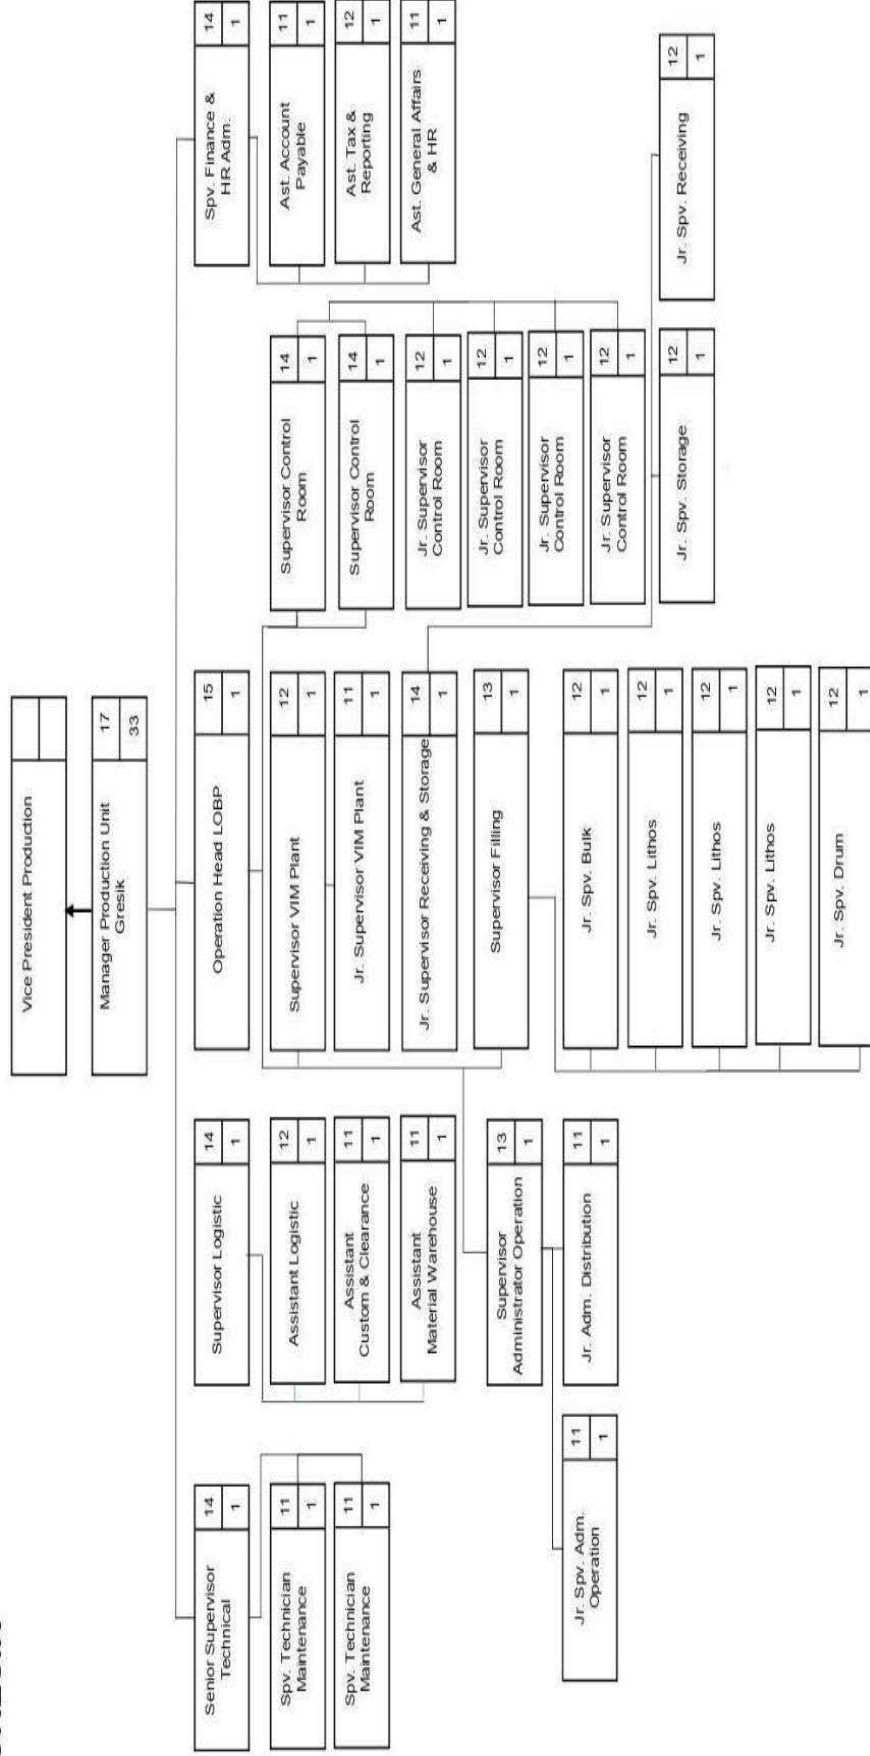 Vice President Production
Manager Production Unit
Gresik
17
33
Senior Supervisor
Technical
14
1
Supervisor Logistic
14
1
Operation Head LOBP
15
1
Spv. Finance &
HR Adm.
14
1
Spv. Technician
Maintenance
11
1
Assistant Logistic
12
1
Supervisor VIM Plant
12
1
Supervisor Control
Room
14
1
Ast. Account
Payable
11
1
Spv. Technician
Maintenance
11
1
Assistant
Custom & Clearance
11
1
Jr. Supervisor VIM Plant
11
1
Supervisor Control
Room
14
1
Ast. Tax &
Reporting
12
1
Assistant
Material Warehouse
11
1
Jr. Supervisor Receiving & Storage
14
1
Jr. Supervisor
Control Room
12
1
Ast. General Affairs
& HR
11
1
Supervisor
Administrator Operation
13
1
Supervisor Filling
13
1
Jr. Supervisor
Control Room
12
1
Jr. Spv. Adm.
Operation
11
1
Jr. Adm. Distribution
11
1
Jr. Spv. Bulk
12
1
Jr. Supervisor
Control Room
12
1
Jr. Spv. Lithos
12
1
Jr. Supervisor
Control Room
12
1
Jr. Spv. Lithos
12
1
Jr. Spv. Storage
12
1
Jr. Spv. Receiving
12
1
Jr. Spv. Lithos
12
1
Jr. Spv. Drum
12
1